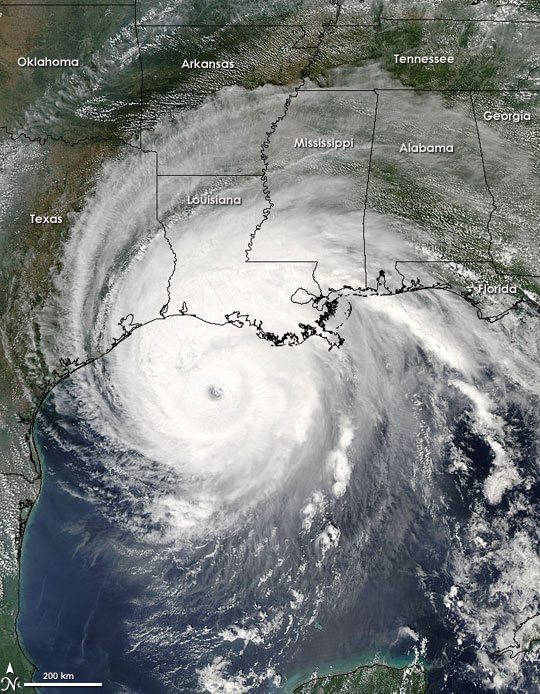 Oklahoma
Arkansas
Tennessee
Georgia
Mississippi
Alabama
Louisiana
Texas
Florida
N
200 km